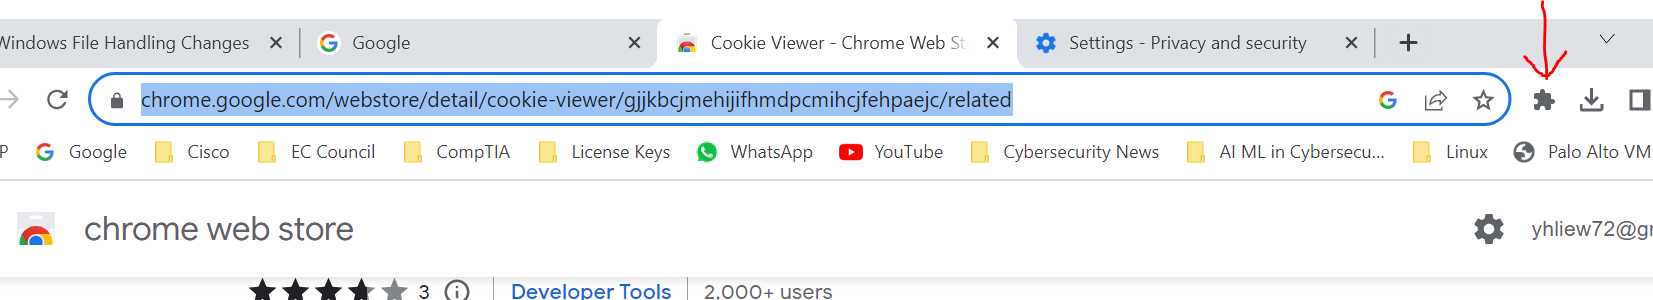 Windows File Handling Changes Google Cookie Viewer - Chrome Web St Settings - Privacy and security
chrome.google.com/webstore/detail/cookie-viewer/gjjkbcjmehijifhmdpcmihcjfehpaejc/related
P Google Cisco EC Council CompTIA License Keys WhatsApp YouTube Cybersecurity News AI ML in Cybersecu... Linux Palo Alto VM
chrome web store yhliew72@gr
3 Developer Tools 2,000+ users